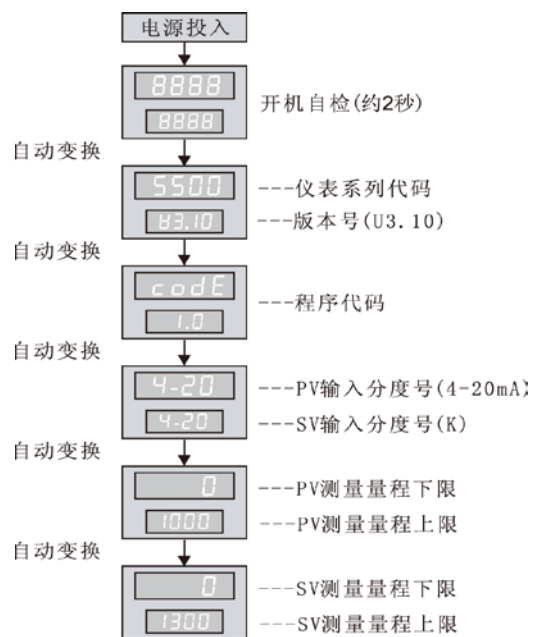 电源投入
8888
8888
开机自检(约2秒)
自动变换
5500
---仪表系列代码
U3.10
---版本号(U3.10)
自动变换
codE
1.0
---程序代码
自动变换
4-20
---PV输入分度号(4-20mA)
4-20
---SV输入分度号(K)
自动变换
0
---PV测量量程下限
1000
---PV测量量程上限
自动变换
0
---SV测量量程下限
1300
---SV测量量程上限